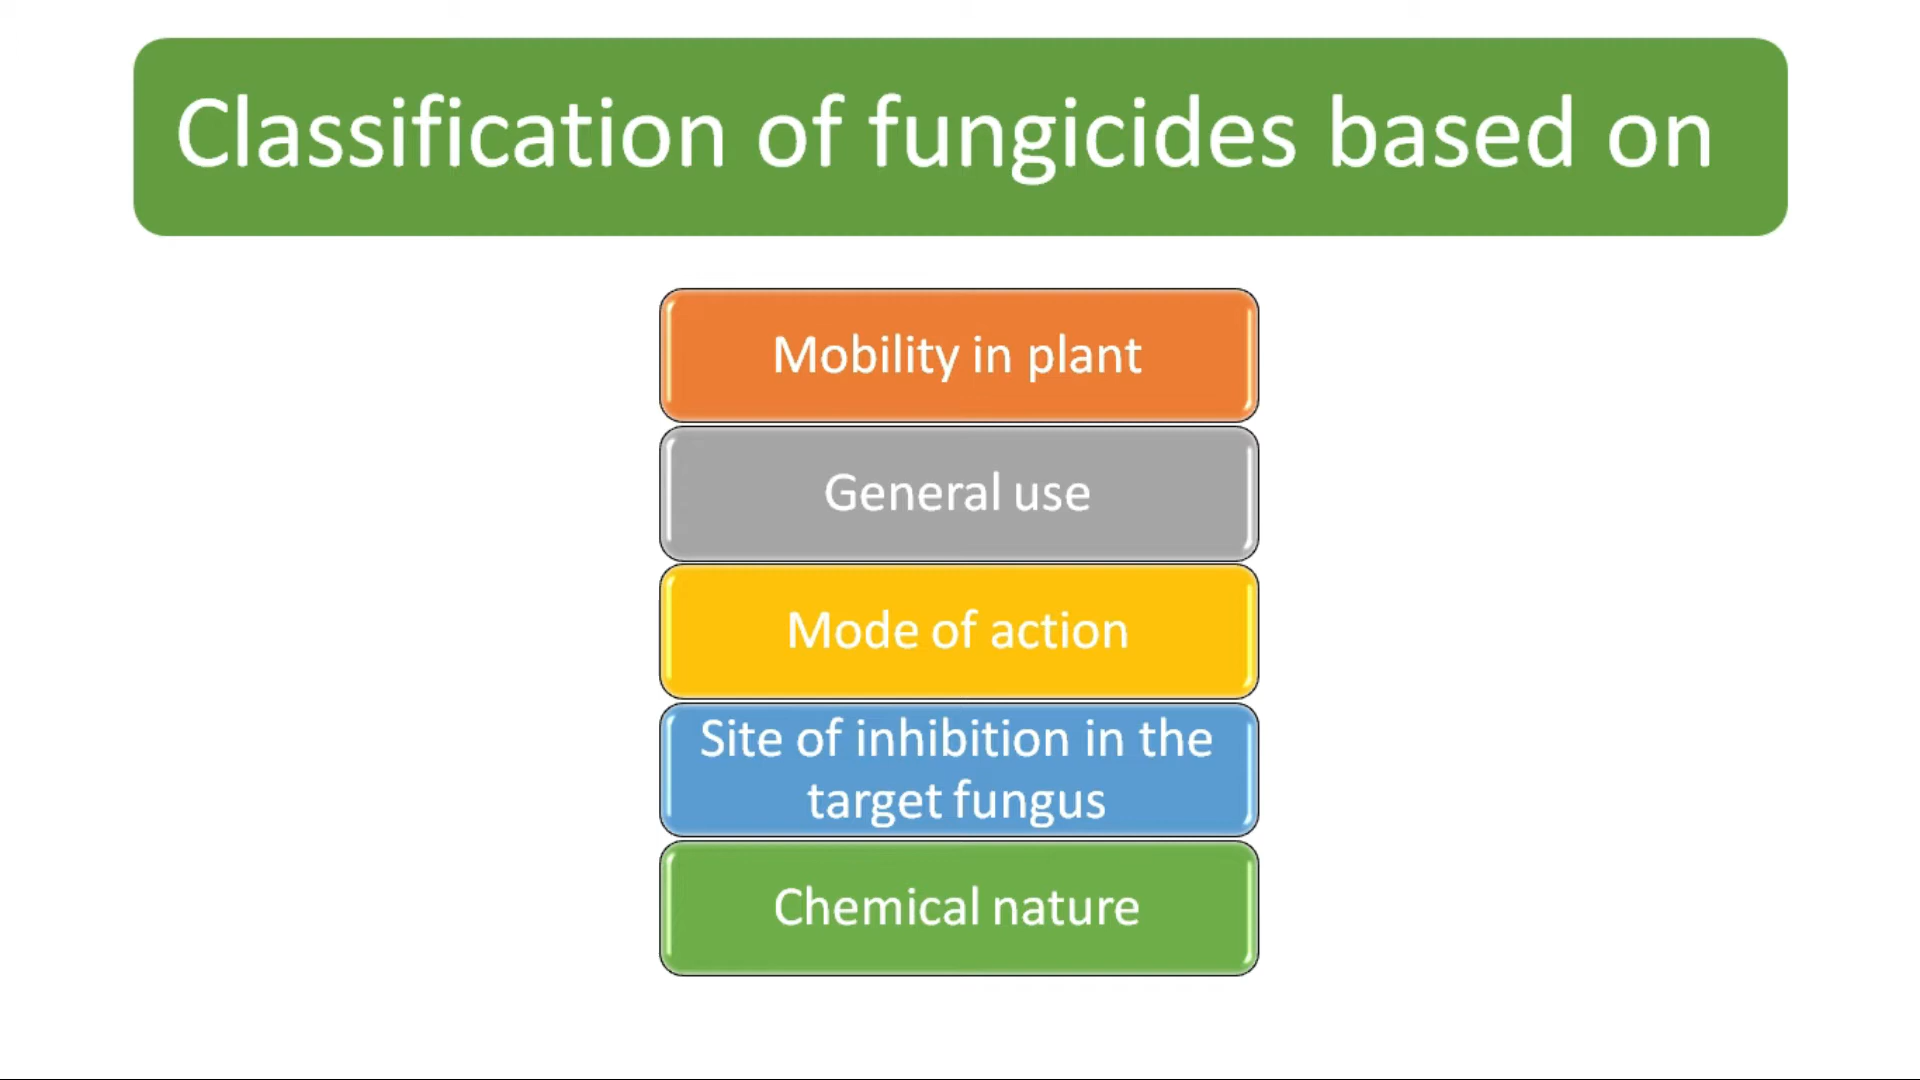 Classification of fungicides based on
Mobility in plant
General use
Mode of action
Site of inhibition in the
target fungus
Chemical nature